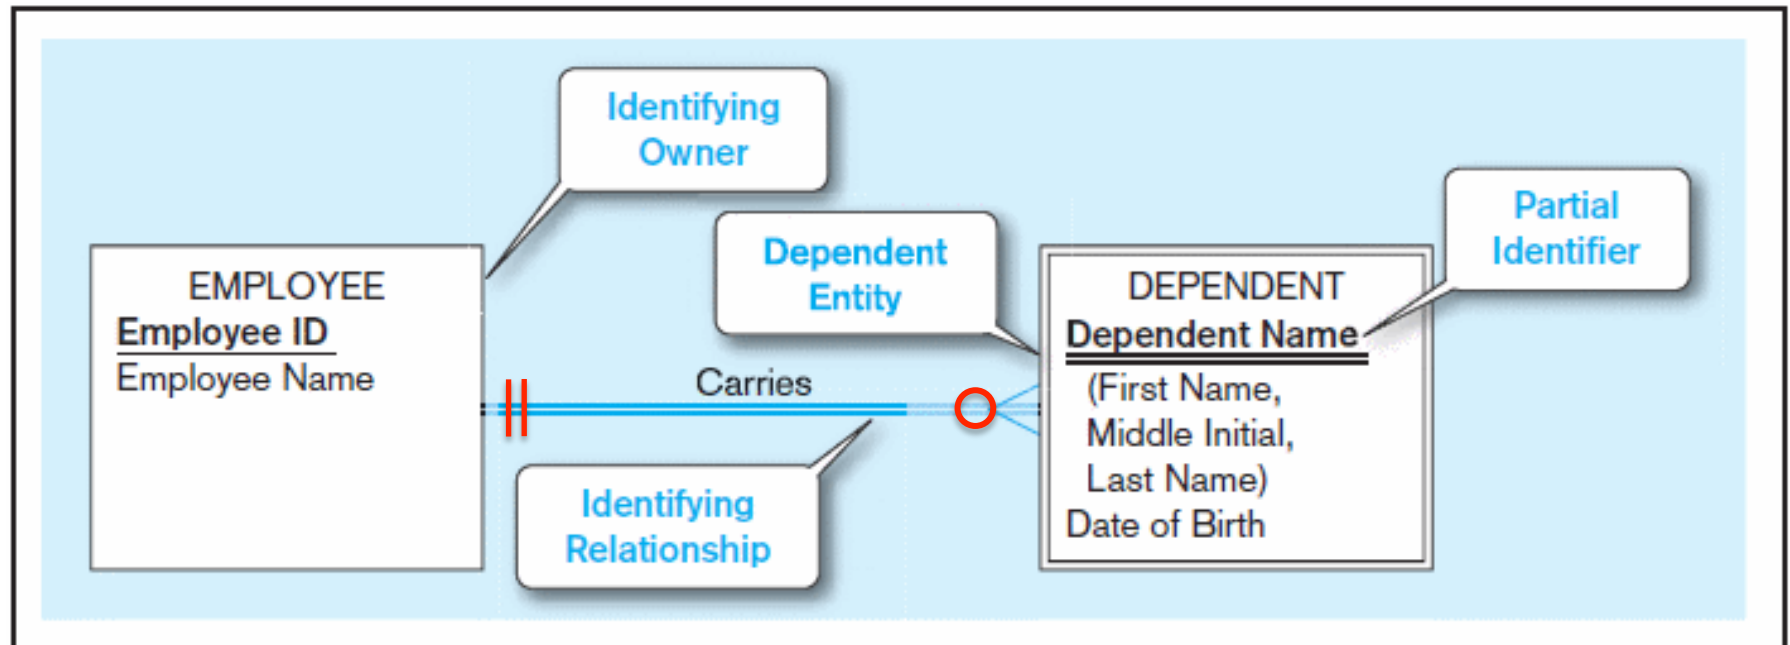 Identifying
Owner
Partial
Identifier
Dependent
Entity
EMPLOYEE
Employee ID
Employee Name
DEPENDENT
Dependent Name
(First Name,
Middle Initial,
Last Name)
Date of Birth
Carries
Identifying
Relationship